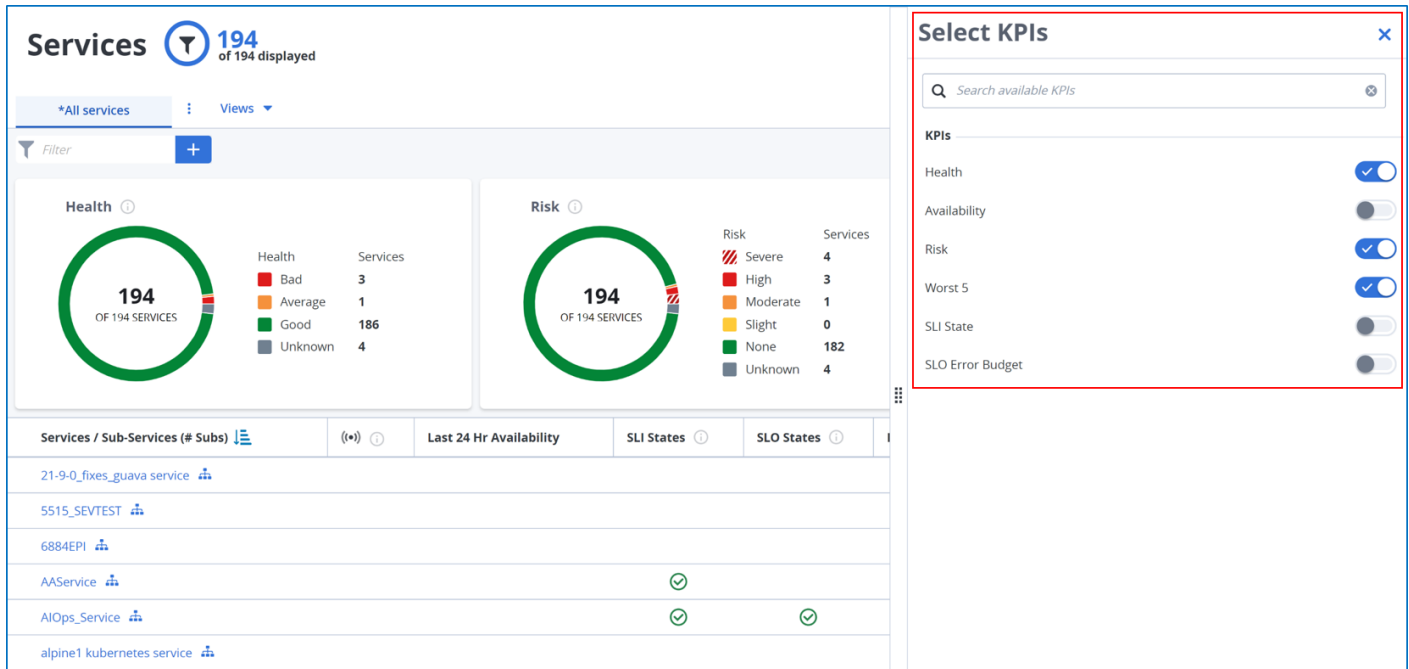 Services
194
of 194 displayed
*All services
Views
Filter
Health
194
OF 194 SERVICES
Health Services
Bad 3
Average 1
Good 186
Unknown 4
Risk
194
OF 194 SERVICES
Risk Services
Severe 4
High 3
Moderate 1
Slight 0
None 182
Unknown 4
Services / Sub-Services (# Subs) Last 24 Hr Availability SLI States SLO States
21-9-0_fixes_guava service
5515_SEVTEST
6884EPI
AAService
AIOps_Service
alpine1 kubernetes service
Select KPIs
Search available KPIs
KPIs
Health
Availability
Risk
Worst 5
SLI State
SLO Error Budget